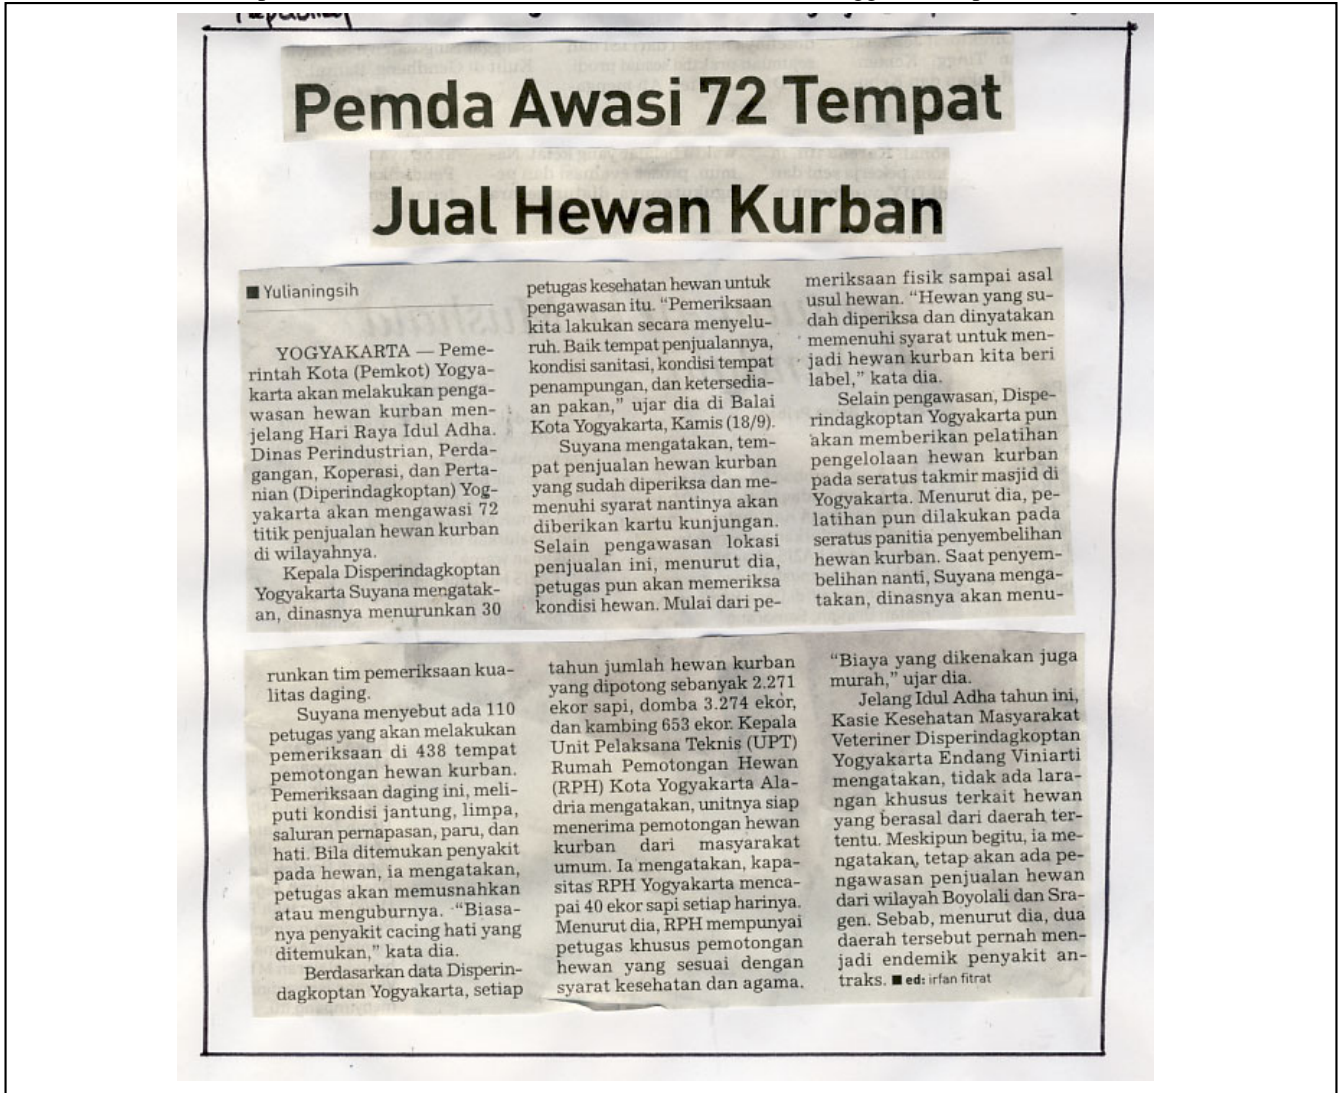 Pemda Awasi 72 Tempat
Jual Hewan Kurban
■ Yulianingsih
YOGYAKARTA — Peme-
rintah Kota (Pemkot) Yogya-
karta akan melakukan penga-
wasan hewan kurban men-
jelang Hari Raya Idul Adha.
Dinas Perindustrian, Perda-
gangan, Koperasi, dan Perta-
nian (Diperindagkoptan) Yog-
yakarta akan mengawasi 72
titik penjualan hewan kurban
di wilayahnya.
Kepala Disperindagkoptan
Yogyakarta Suyana mengatak-
an, dinasnya menurunkan 30
petugas kesehatan hewan untuk
pengawasan itu. “Pemeriksaan
kita lakukan secara menyelu-
ruh. Baik tempat penjualannya,
kondisi sanitasi, kondisi tempat
penampungan, dan ketersedia-
an pakan,” ujar dia di Balai
Kota Yogyakarta, Kamis (18/9).
Suyana mengatakan, tem-
pat penjualan hewan kurban
yang sudah diperiksa dan me-
menuhi syarat nantinya akan
diberikan kartu kunjungan.
Selain pengawasan lokasi
penjualan ini, menurut dia,
petugas pun akan memeriksa
kondisi hewan. Mulai dari pe-
meriksaan fisik sampai asal
usul hewan. “Hewan yang su-
dah diperiksa dan dinyatakan
memenuhi syarat untuk men-
jadi hewan kurban kita beri
label,” kata dia.
Selain pengawasan, Dispe-
rindagkoptan Yogyakarta pun
akan memberikan pelatihan
pengelolaan hewan kurban
pada seratus takmir masjid di
Yogyakarta. Menurut dia, pe-
latihan pun dilakukan pada
seratus panitia penyembelihan
hewan kurban. Saat penyem-
belihan nanti, Suyana menga-
takan, dinasnya akan menu-
runkan tim pemeriksaan kua-
litas daging.
Suyana menyebut ada 110
petugas yang akan melakukan
pemeriksaan di 438 tempat
pemotongan hewan kurban.
Pemeriksaan daging ini, meli-
puti kondisi jantung, limpa,
saluran pernapasan, paru, dan
hati. Bila ditemukan penyakit
pada hewan, ia mengatakan,
petugas akan memusnahkan
atau menguburnya. “Biasa-
nya penyakit cacing hati yang
ditemukan,” kata dia.
Berdasarkan data Disperin-
dagkoptan Yogyakarta, setiap
tahun jumlah hewan kurban
yang dipotong sebanyak 2.271
ekor sapi, domba 3.274 ekor,
dan kambing 653 ekor. Kepala
Unit Pelaksana Teknis (UPT)
Rumah Pemotongan Hewan
(RPH) Kota Yogyakarta Ala-
dria mengatakan, unitnya siap
menerima pemotongan hewan
kurban dari masyarakat
umum. Ia mengatakan, kapa-
sitas RPH Yogyakarta menca-
pai 40 ekor sapi setiap harinya.
Menurut dia, RPH mempunyai
petugas khusus pemotongan
hewan yang sesuai dengan
syarat kesehatan dan agama.
“Biaya yang dikenakan juga
murah,” ujar dia.
Jelang Idul Adha tahun ini,
Kasie Kesehatan Masyarakat
Veteriner Disperindagkoptan
Yogyakarta Endang Viniarti
mengatakan, tidak ada lara-
ngan khusus terkait hewan
yang berasal dari daerah ter-
tentu. Meskipun begitu, ia me-
ngatakan, tetap akan ada pe-
ngawasan penjualan hewan
dari wilayah Boyolali dan Sra-
gen. Sebab, menurut dia, dua
daerah tersebut pernah men-
jadi endemik penyakit an-
traks. ■ ed: irfan fitrat